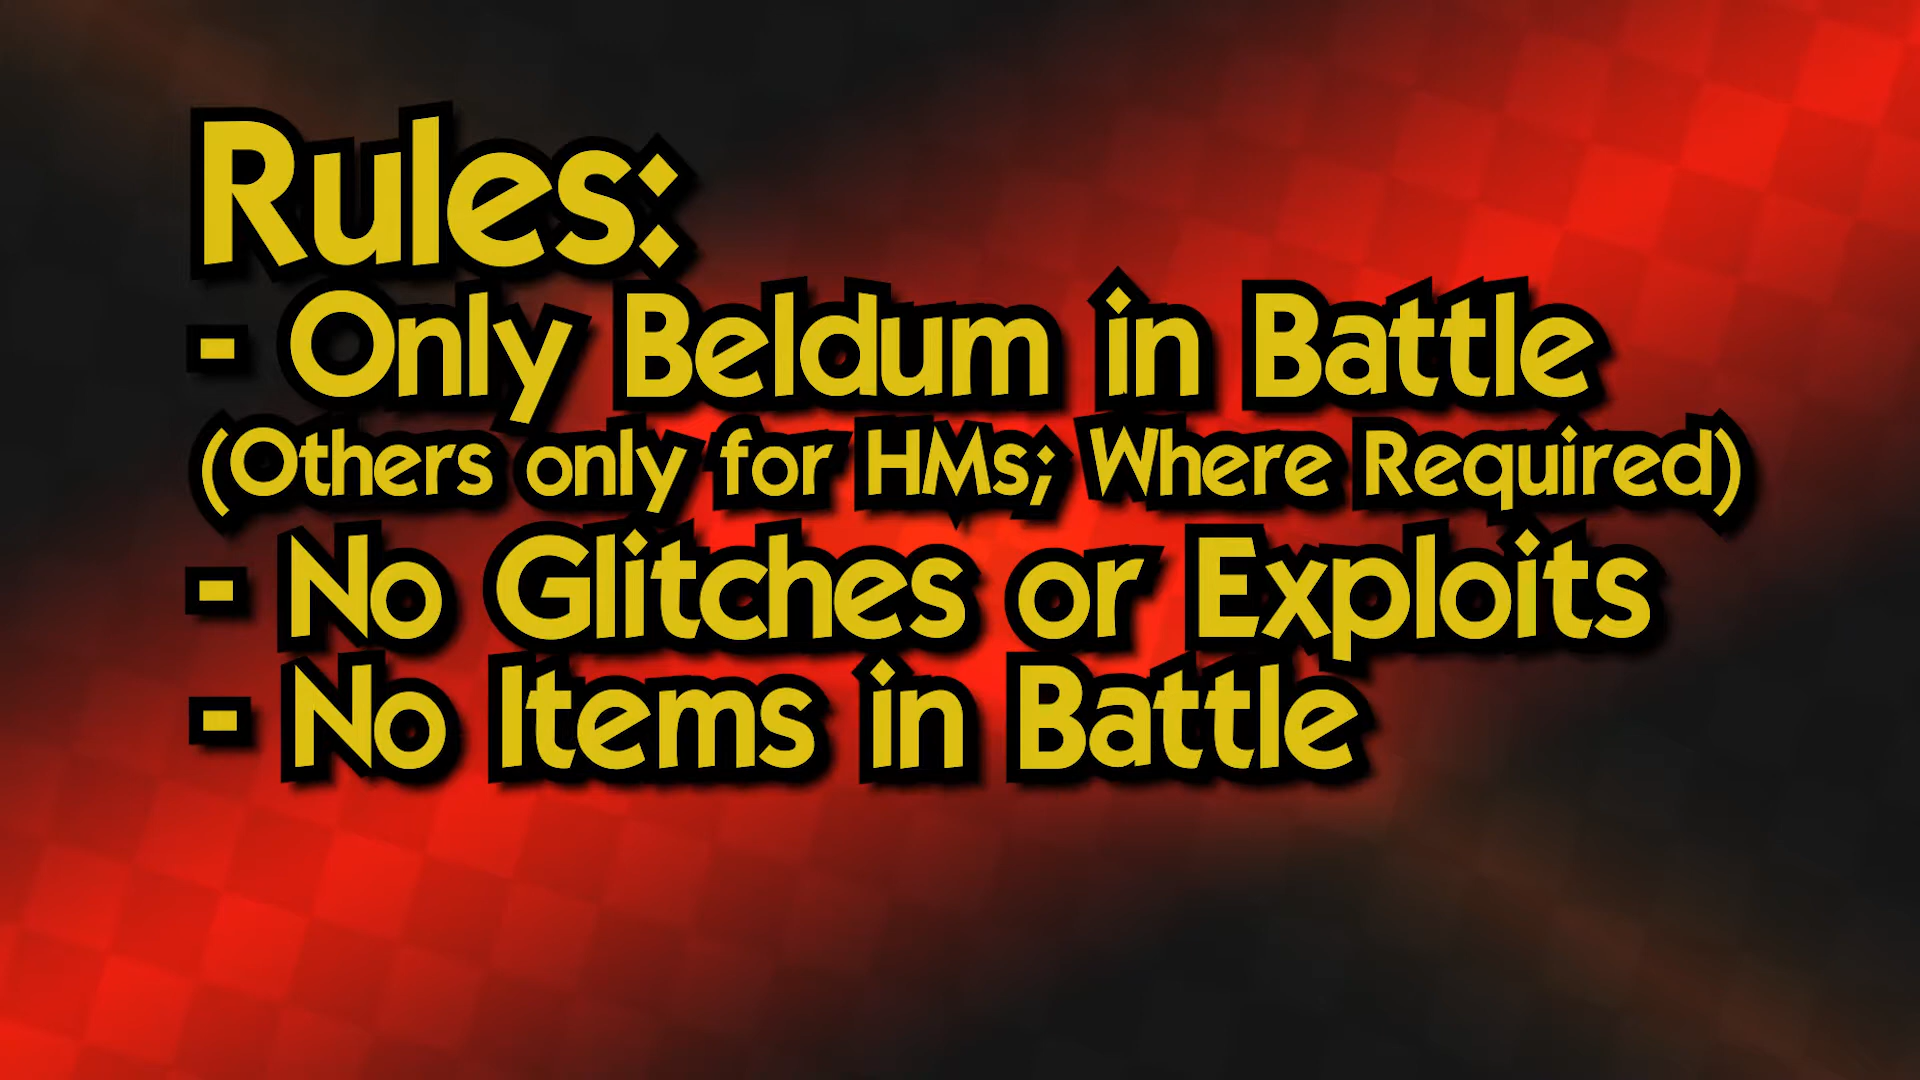 Rules:
- Only Beldum in Battle
(Others only for HMs; Where Required)
- No Glitches or Exploits
- No Items in Battle